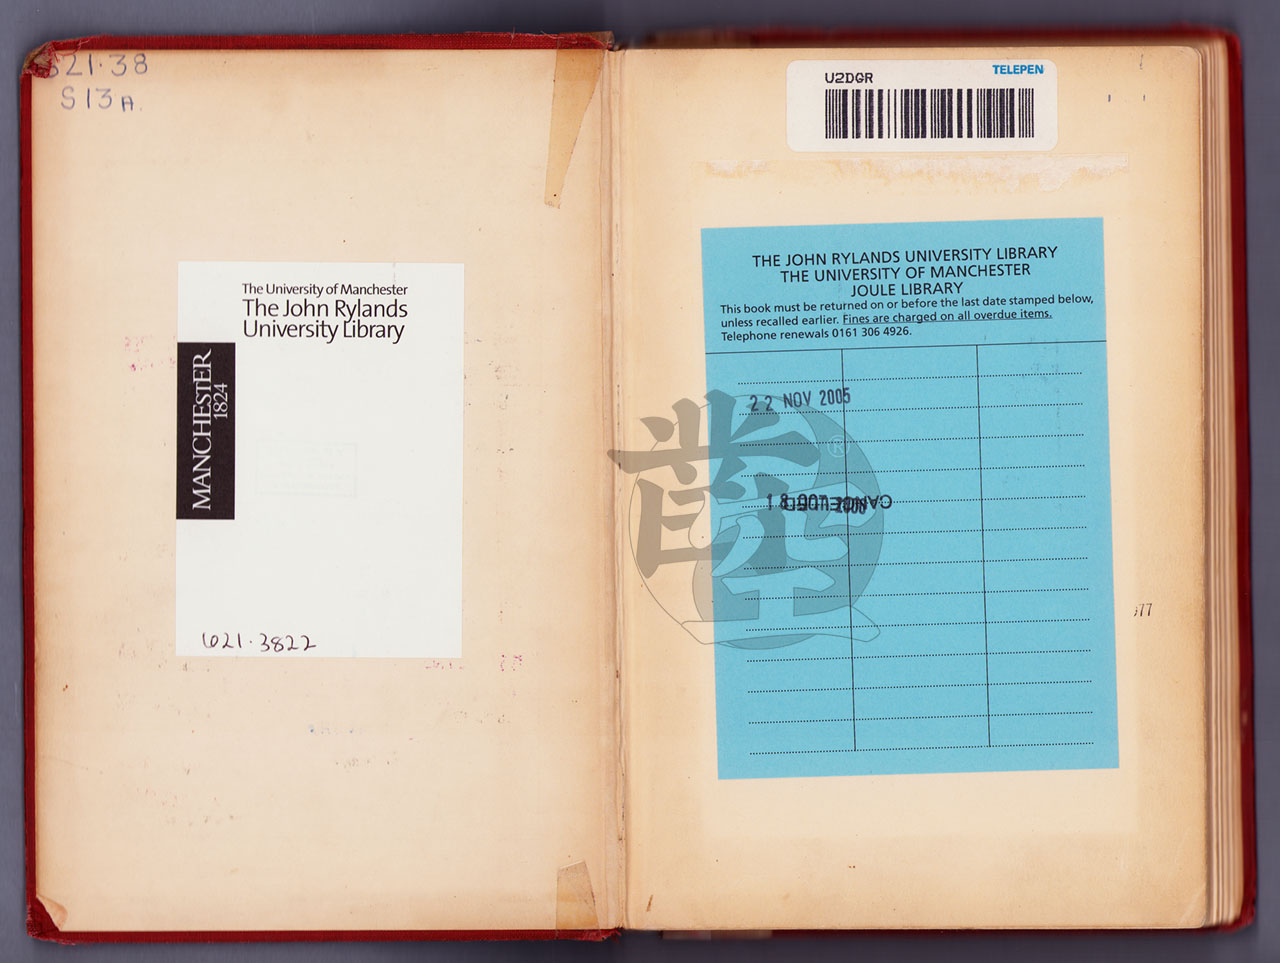 621·38
S13A.
The University of Manchester
The John Rylands
University Library
MANCHESTER
1824
621·3822
U2DGR
TELEPEN
THE JOHN RYLANDS UNIVERSITY LIBRARY
THE UNIVERSITY OF MANCHESTER
JOULE LIBRARY
This book must be returned on or before the last date stamped below,
unless recalled earlier. Fines are charged on all overdue items.
Telephone renewals 0161 306 4926.
22 NOV 2005
®
CANCELLED